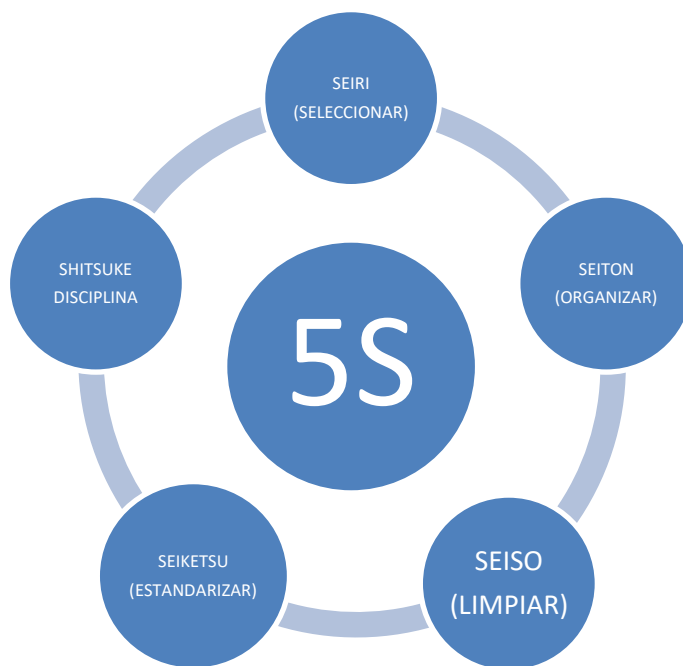 SEIRI
(SELECCIONAR)
SEITON
(ORGANIZAR)
SEISO
(LIMPIAR)
SEIKETSU
(ESTANDARIZAR)
SHITSUKE
DISCIPLINA
5S